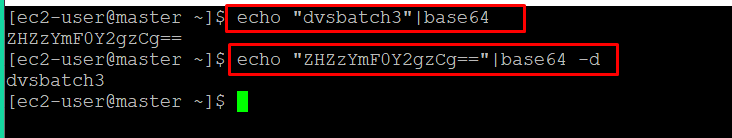 [ec2-user@master ~]$ echo "dvsbatch3"|base64
ZHZzYmF0Y2gzCg==
[ec2-user@master ~]$ echo "ZHZzYmF0Y2gzCg=="|base64 -d
dvsbatch3
[ec2-user@master ~]$